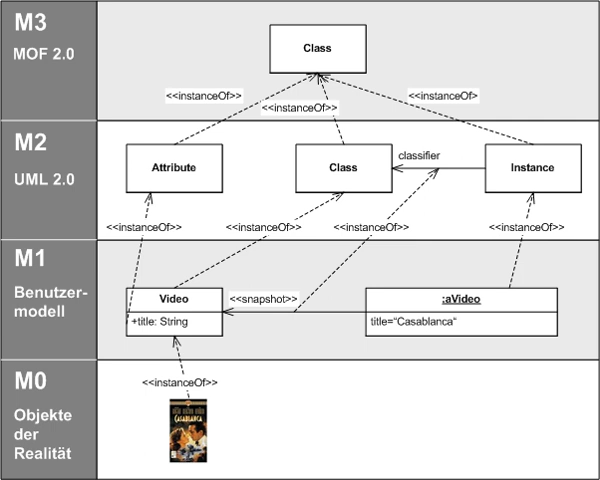 M3
MOF 2.0
Class
<<instanceOf>>
<<instanceOf>>
<<instanceOf>
M2
UML 2.0
Attribute
Class
classifier
Instance
<<instanceOf>>
<<instanceOf>>
<<instanceOf>>
<<instanceOf>>
M1
Benutzer-
modell
Video
+title: String
<<snapshot>>
:aVideo
title="Casablanca"
M0
Objekte
der
Realität
<<instanceOf>>
CASABLANCA